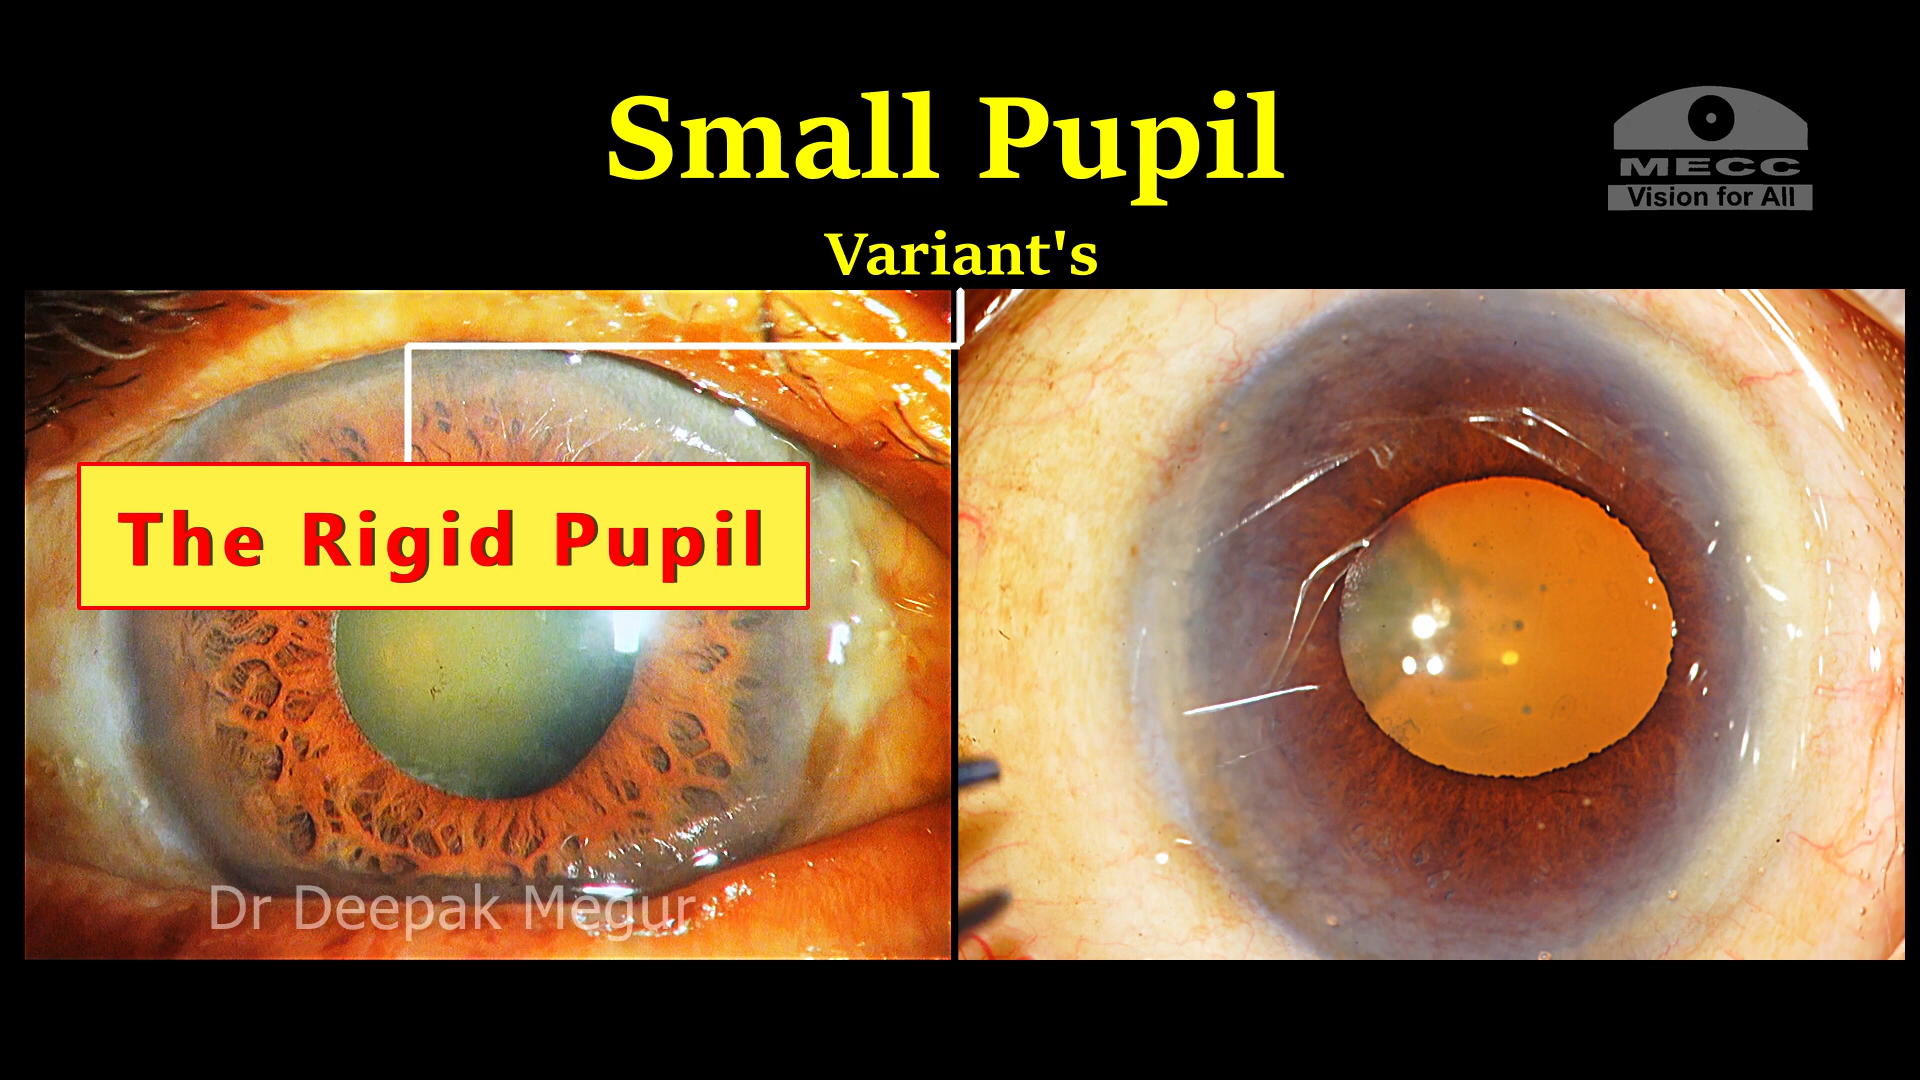 Small Pupil
Variant's
MECC
Vision for All
The Rigid Pupil
Dr Deepak Megur